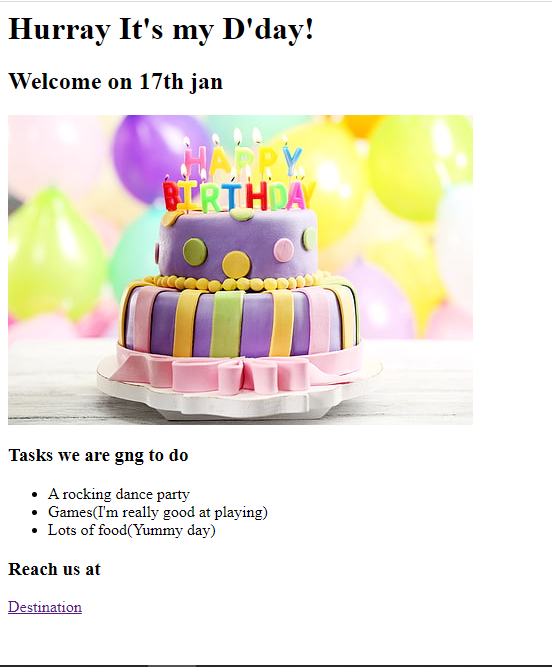 Hurray It's my D'day!
Welcome on 17th jan
HAPPY
BIRTHDAY
Tasks we are gng to do
A rocking dance party
Games(I'm really good at playing)
Lots of food(Yummy day)
Reach us at
Destination